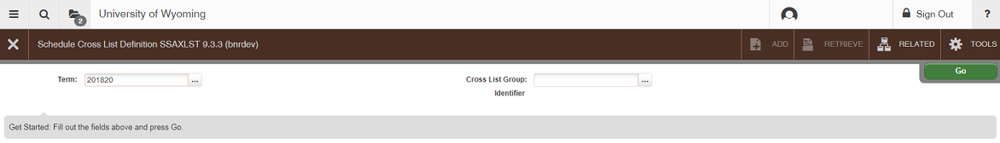 2 University of Wyoming Sign Out ?
Schedule Cross List Definition SSAXLST 9.3.3 (bnrdev) ADD RETRIEVE RELATED TOOLS
Go
Term: 201820 ... Cross List Group: ...
Identifier
Get Started: Fill out the fields above and press Go.